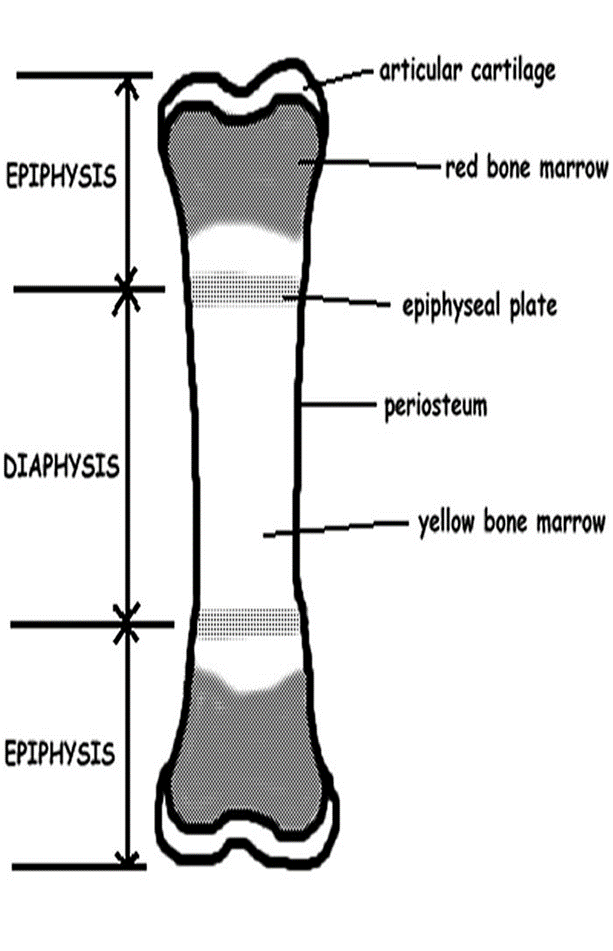 articular cartilage
EPIPHYSIS
red bone marrow
epiphyseal plate
periosteum
DIAPHYSIS
yellow bone marrow
EPIPHYSIS